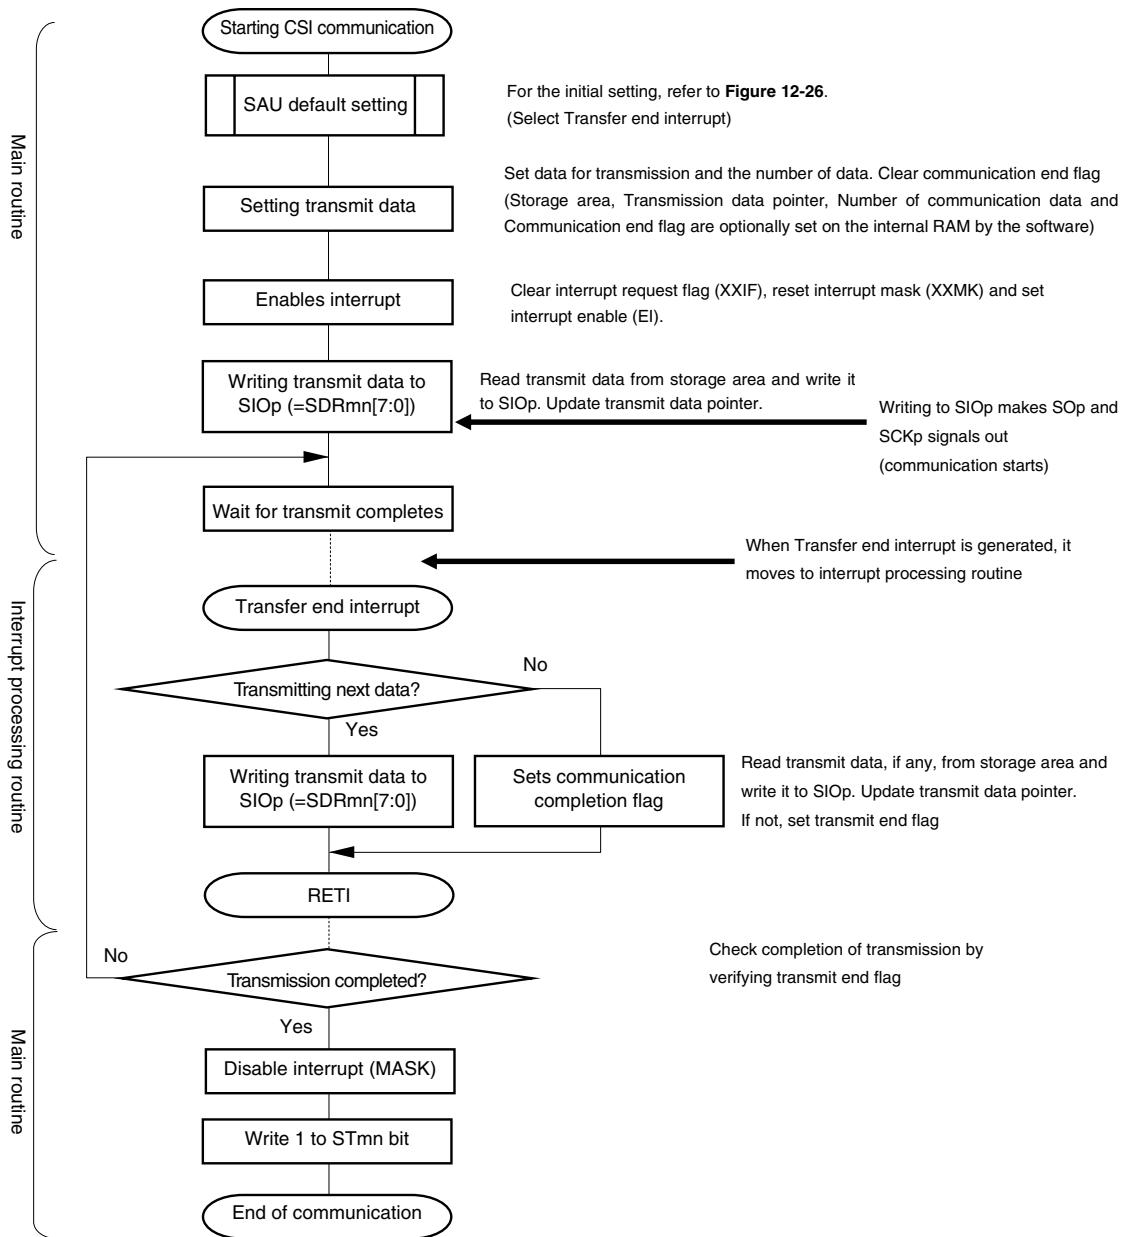 Starting CSI communication
SAU default setting
For the initial setting, refer to Figure 12-26.
(Select Transfer end interrupt)
Main routine
Setting transmit data
Set data for transmission and the number of data. Clear communication end flag
(Storage area, Transmission data pointer, Number of communication data and
Communication end flag are optionally set on the internal RAM by the software)
Enables interrupt
Clear interrupt request flag (XXIF), reset interrupt mask (XXMK) and set
interrupt enable (EI).
Writing transmit data to
SIOp (=SDRmn[7:0])
Read transmit data from storage area and write it
to SIOp. Update transmit data pointer.
Writing to SIOp makes SOp and
SCKp signals out
(communication starts)
Wait for transmit completes
When Transfer end interrupt is generated, it
moves to interrupt processing routine
Interrupt processing routine
Transfer end interrupt
No
Transmitting next data?
Yes
Writing transmit data to
SIOp (=SDRmn[7:0])
Sets communication
completion flag
Read transmit data, if any, from storage area and
write it to SIOp. Update transmit data pointer.
If not, set transmit end flag
RETI
No
Transmission completed?
Check completion of transmission by
verifying transmit end flag
Yes
Main routine
Disable interrupt (MASK)
Write 1 to STmn bit
End of communication